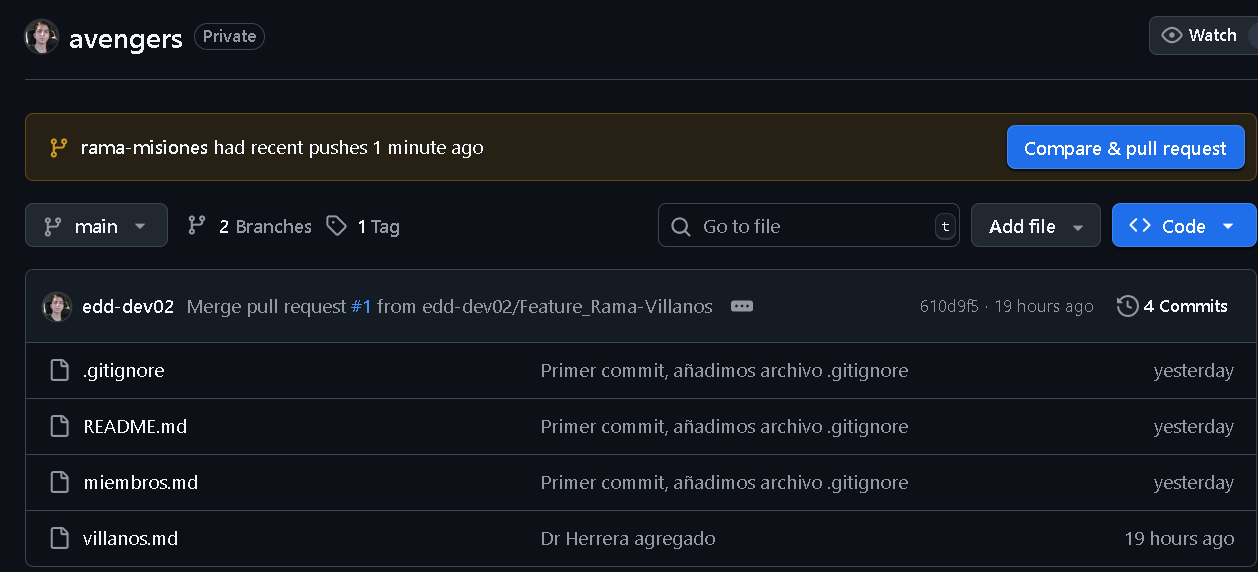 avengers Private Watch
rama-misiones had recent pushes 1 minute ago Compare & pull request
main 2 Branches 1 Tag Go to file t Add file Code
edd-dev02 Merge pull request #1 from edd-dev02/Feature_Rama-Villanos 610d9f5 · 19 hours ago 4 Commits
.gitignore Primer commit, añadimos archivo .gitignore yesterday
README.md Primer commit, añadimos archivo .gitignore yesterday
miembros.md Primer commit, añadimos archivo .gitignore yesterday
villanos.md Dr Herrera agregado 19 hours ago